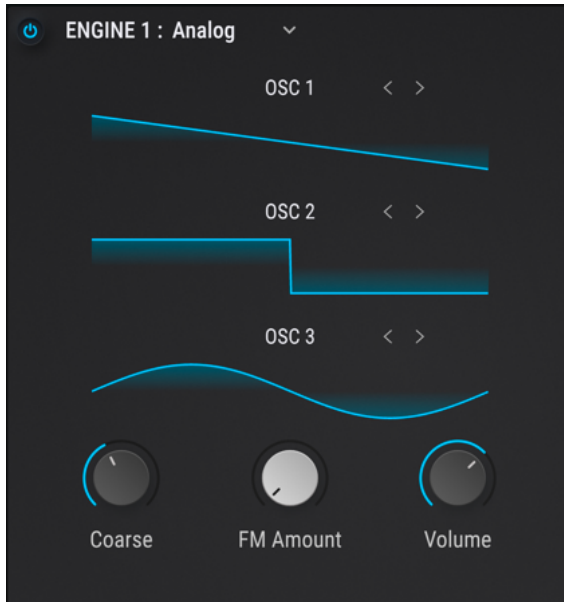 ENGINE 1 : Analog
OSC 1
OSC 2
OSC 3
Coarse FM Amount Volume